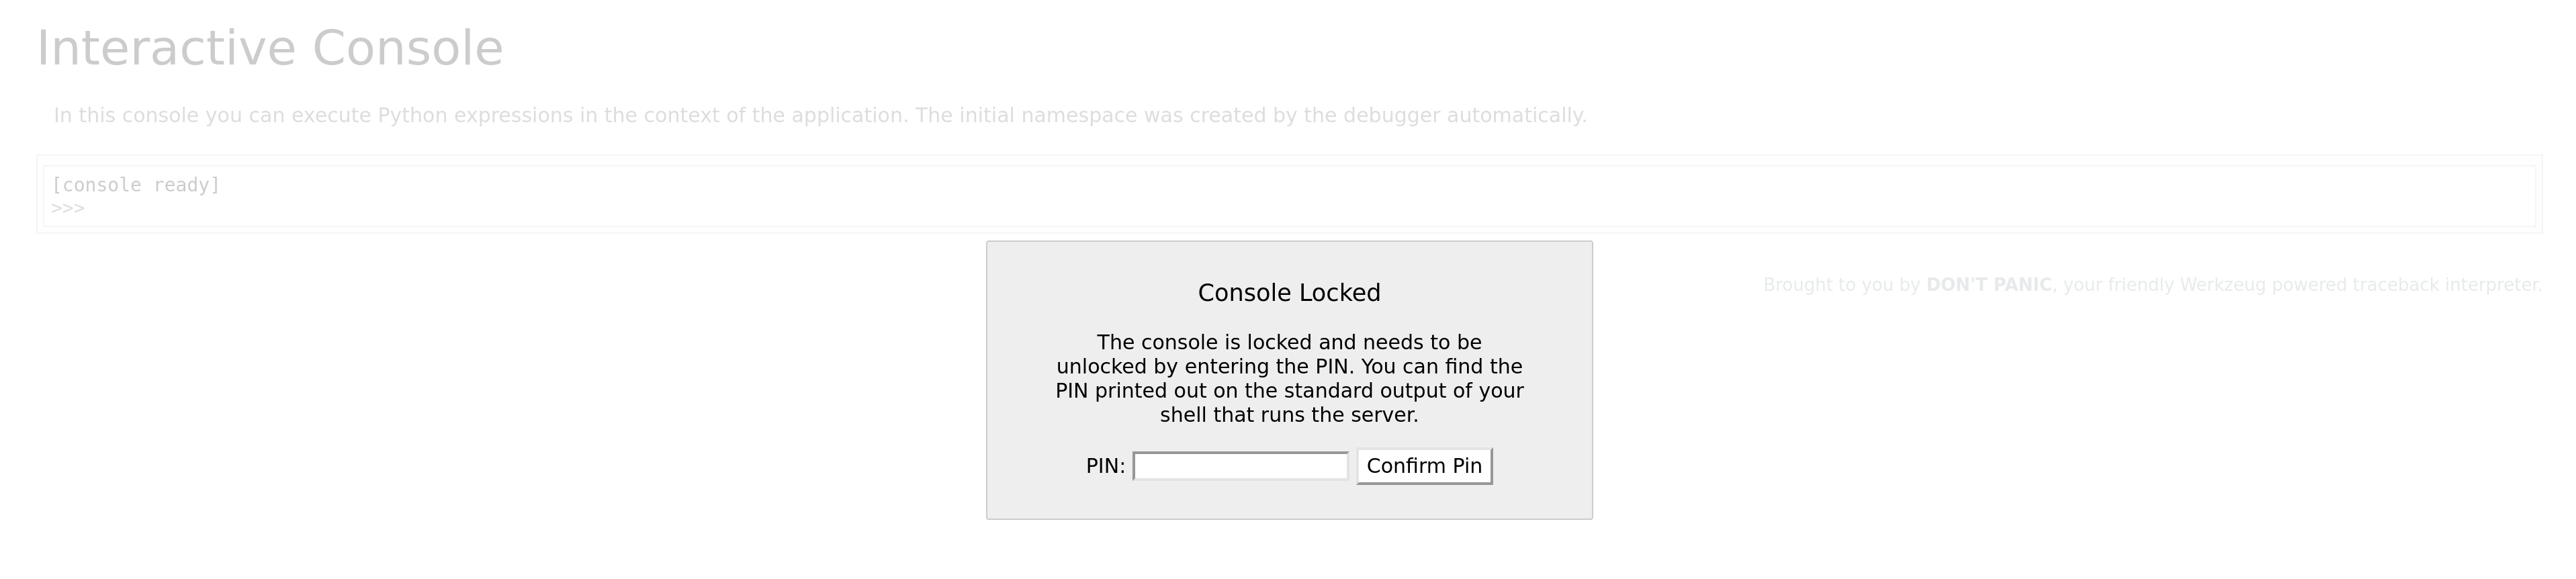 Interactive Console
In this console you can execute Python expressions in the context of the application. The initial namespace was created by the debugger automatically.
[console ready]
>>>
Brought to you by DON'T PANIC, your friendly Werkzeug powered traceback interpreter.
Console Locked
The console is locked and needs to be
unlocked by entering the PIN. You can find the
PIN printed out on the standard output of your
shell that runs the server.
PIN: Confirm Pin